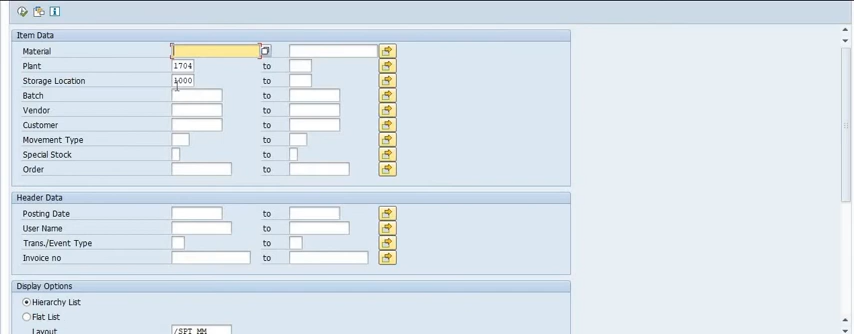 Item Data
Material
Plant 1704 to
Storage Location 1000 to
Batch to
Vendor to
Customer to
Movement Type to
Special Stock to
Order to
Header Data
Posting Date to
User Name to
Trans./Event Type to
Invoice no to
Display Options
Hierarchy List
Flat List
Layout /SPT_MM